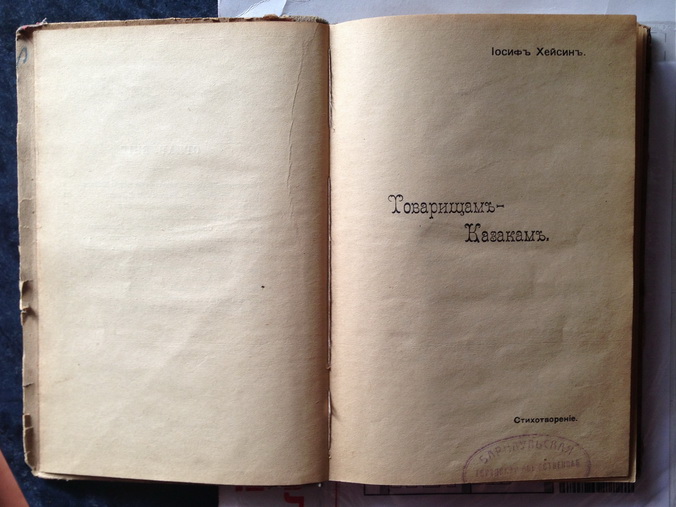 Іосифъ Хейсинъ.
Товарищамъ-
Казакамъ.
Стихотвореніе.